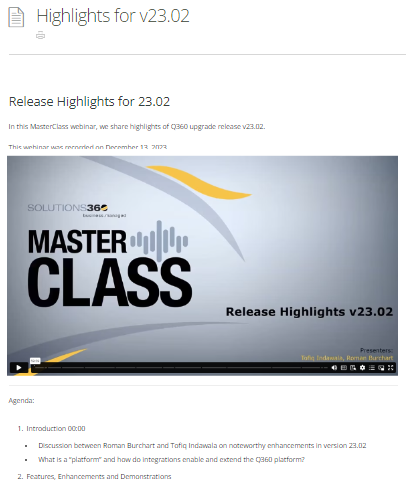 Highlights for v23.02
Release Highlights for 23.02
In this MasterClass webinar, we share highlights of Q360 upgrade release v23.02.
This webinar was recorded on December 13, 2023
SOLUTIONS360
business / managed
MASTER
CLASS
Release Highlights v23.02
Presenters:
Tofiq Indawala, Roman Burchart
Agenda:
1. Introduction 00:00
• Discussion between Roman Burchart and Tofiq Indawala on noteworthy enhancements in version 23.02
• What is a "platform" and how do integrations enable and extend the Q360 platform?
2. Features, Enhancements and Demonstrations